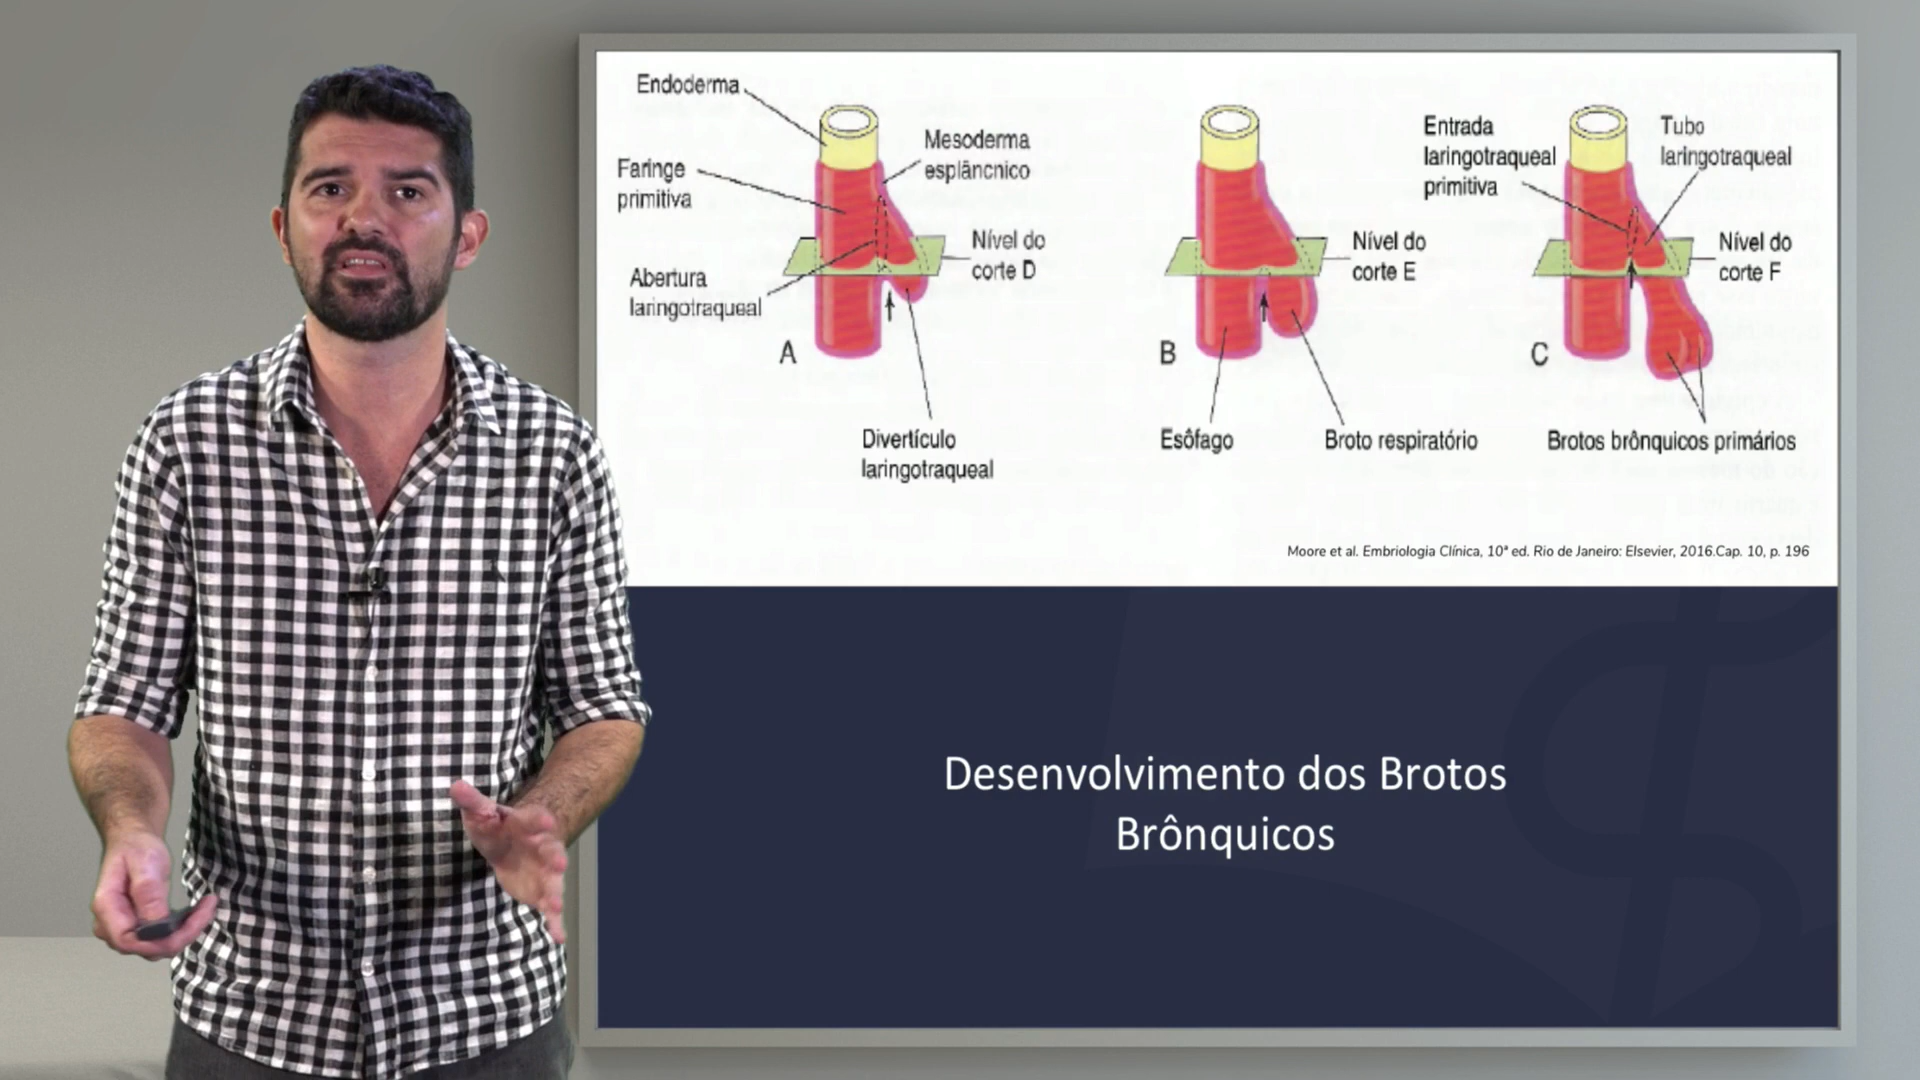 Endoderma
Faringe
primitiva
Mesoderma
esplâncnico
Abertura
laringotraqueal
Nível do
corte D
A
Divertículo
laringotraqueal
Nível do
corte E
B
Esôfago
Broto respiratório
Entrada
laringotraqueal
primitiva
Tubo
laringotraqueal
Nível do
corte F
C
Brotos brônquicos primários
Moore et al. Embriologia Clínica, 10ª ed. Rio de Janeiro: Elsevier, 2016.Cap. 10, p. 196
Desenvolvimento dos Brotos
Brônquicos